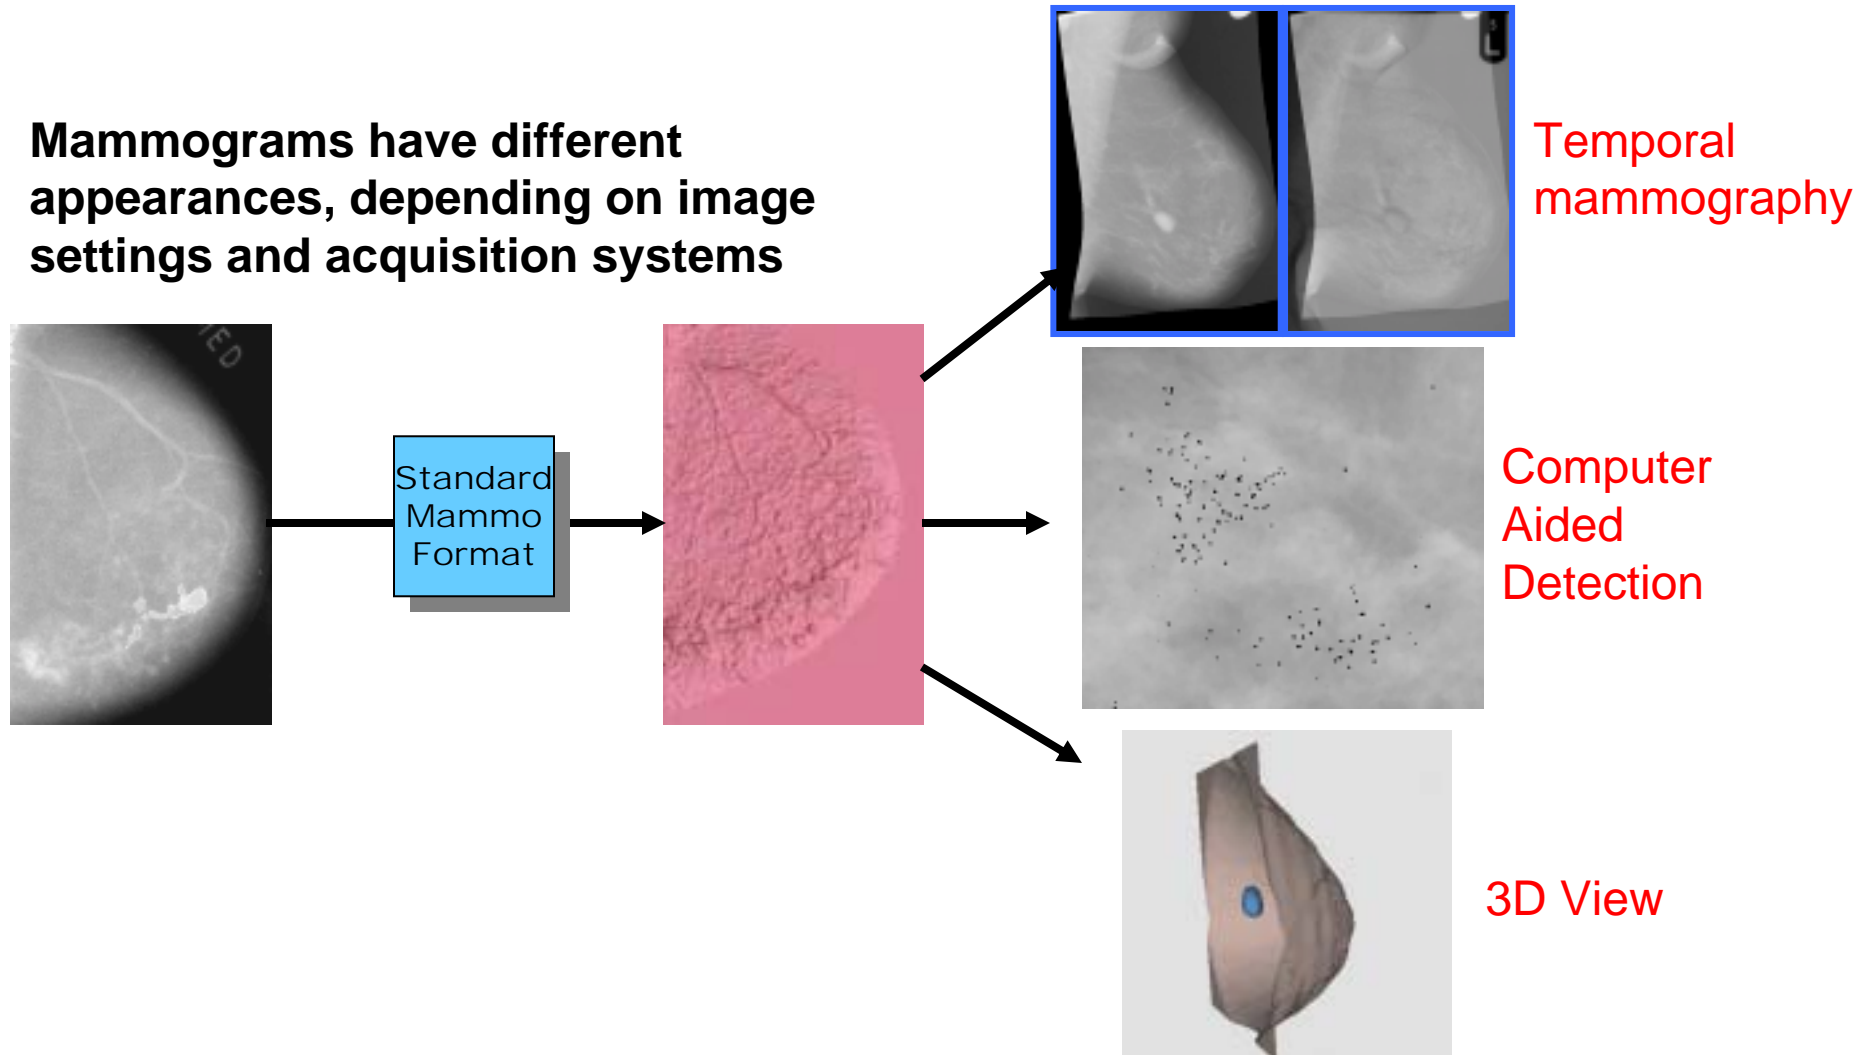 Mammograms have different
appearances, depending on image
settings and acquisition systems
Standard
Mammo
Format
Temporal
mammography
Computer
Aided
Detection
3D View
L